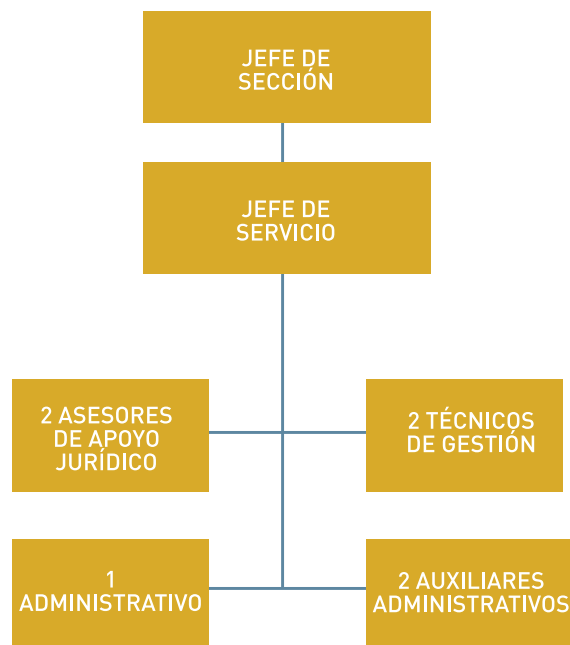 JEFE DE
SECCIÓN
JEFE DE
SERVICIO
2 ASESORES
DE APOYO
JURÍDICO
2 TÉCNICOS
DE GESTIÓN
1
ADMINISTRATIVO
2 AUXILIARES
ADMINISTRATIVOS